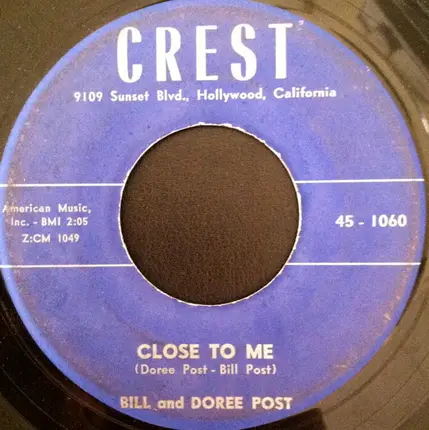 CREST
9109 Sunset Blvd., Hollywood, California
American Music,
Inc. - BMI 2:05
Z:CM 1049
45 - 1060
CLOSE TO ME
(Doree Post - Bill Post)
BILL and DOREE POST